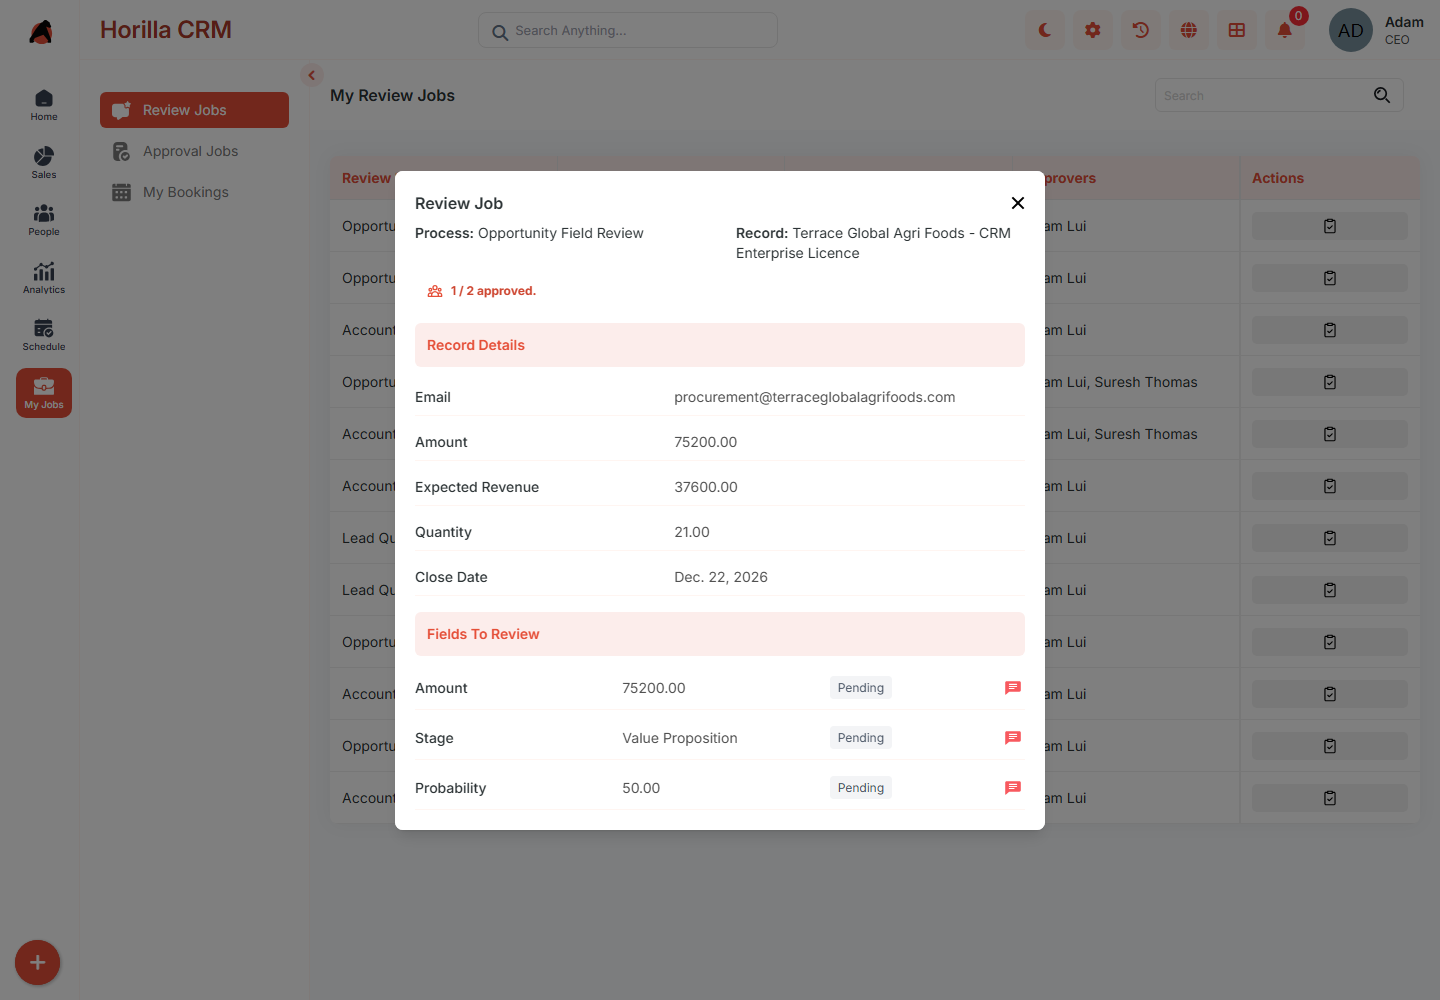 Horilla CRM
Search Anything...
0
AD
Adam
CEO
Home
Sales
People
Analytics
Schedule
My Jobs
Review Jobs
Approval Jobs
My Bookings
My Review Jobs
Search
Review
provers
Actions
Opportu
am Lui
Opportu
am Lui
Account
am Lui
Opportu
am Lui, Suresh Thomas
Account
am Lui, Suresh Thomas
Account
am Lui
Lead Qu
am Lui
Lead Qu
am Lui
Opportu
am Lui
Account
am Lui
Opportu
am Lui
Account
am Lui
Review Job
Process: Opportunity Field Review
Record: Terrace Global Agri Foods - CRM
Enterprise Licence
1 / 2 approved.
Record Details
Email procurement@terraceglobalagrifoods.com
Amount 75200.00
Expected Revenue 37600.00
Quantity 21.00
Close Date Dec. 22, 2026
Fields To Review
Amount 75200.00 Pending
Stage Value Proposition Pending
Probability 50.00 Pending